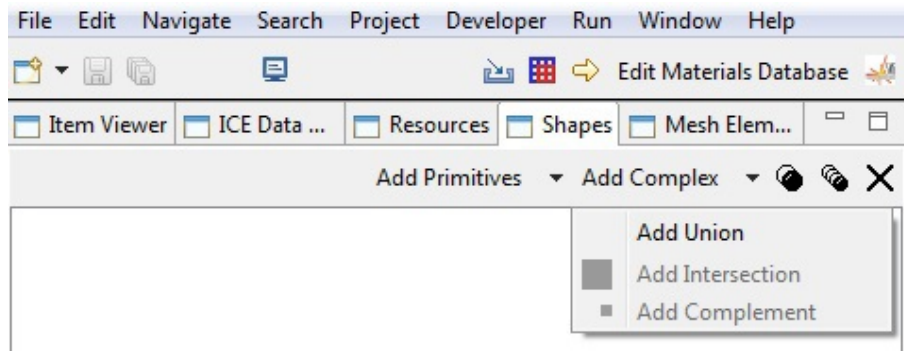 File Edit Navigate Search Project Developer Run Window Help
Edit Materials Database
Item Viewer ICE Data ... Resources Shapes Mesh Elem...
Add Primitives Add Complex
Add Union
Add Intersection
Add Complement